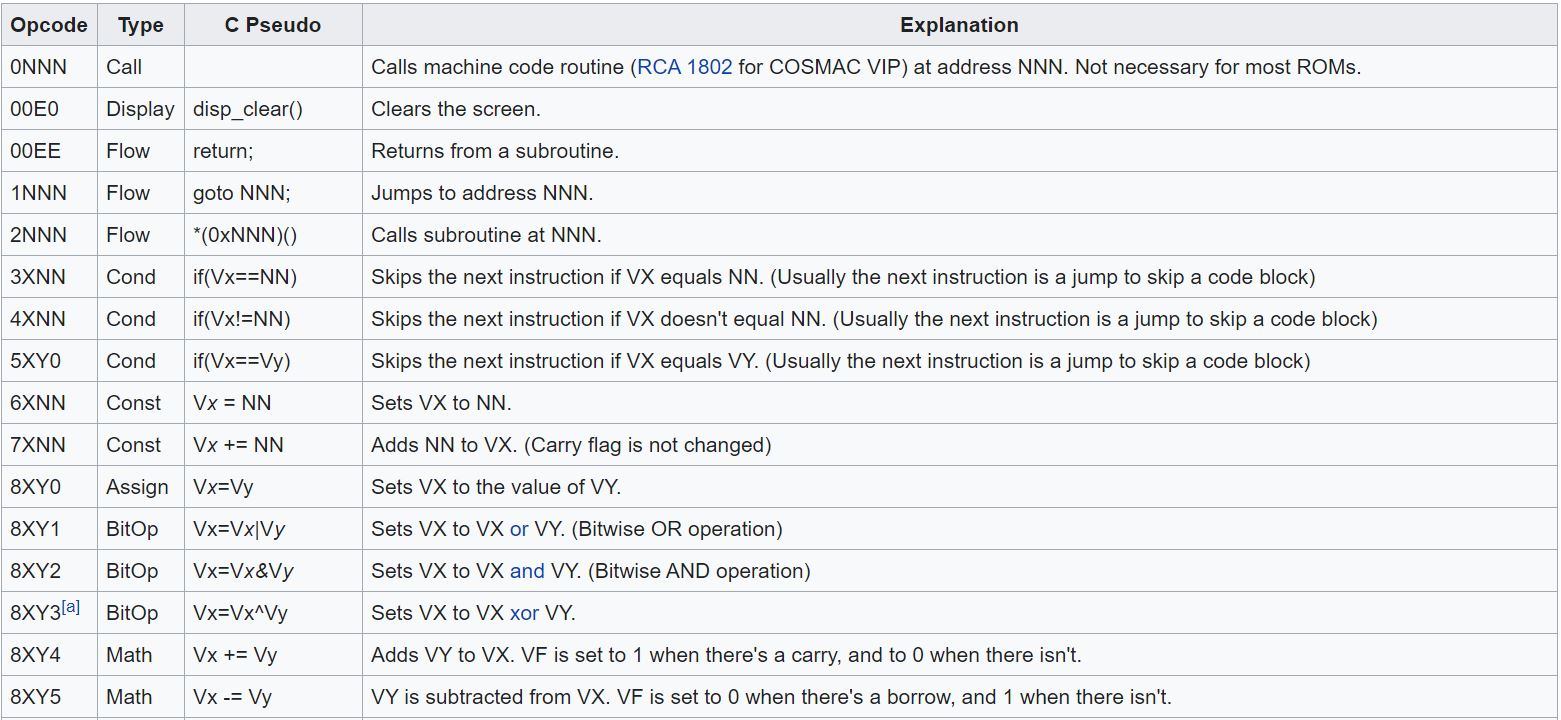 Opcode Type C Pseudo Explanation
0NNN Call Calls machine code routine (RCA 1802 for COSMAC VIP) at address NNN. Not necessary for most ROMs.
00E0 Display disp_clear() Clears the screen.
00EE Flow return; Returns from a subroutine.
1NNN Flow goto NNN; Jumps to address NNN.
2NNN Flow *(0xNNN)() Calls subroutine at NNN.
3XNN Cond if(Vx==NN) Skips the next instruction if VX equals NN. (Usually the next instruction is a jump to skip a code block)
4XNN Cond if(Vx!=NN) Skips the next instruction if VX doesn't equal NN. (Usually the next instruction is a jump to skip a code block)
5XY0 Cond if(Vx==Vy) Skips the next instruction if VX equals VY. (Usually the next instruction is a jump to skip a code block)
6XNN Const Vx = NN Sets VX to NN.
7XNN Const Vx += NN Adds NN to VX. (Carry flag is not changed)
8XY0 Assign Vx=Vy Sets VX to the value of VY.
8XY1 BitOp Vx=Vx|Vy Sets VX to VX or VY. (Bitwise OR operation)
8XY2 BitOp Vx=Vx&Vy Sets VX to VX and VY. (Bitwise AND operation)
8XY3[a] BitOp Vx=Vx^Vy Sets VX to VX xor VY.
8XY4 Math Vx += Vy Adds VY to VX. VF is set to 1 when there's a carry, and to 0 when there isn't.
8XY5 Math Vx -= Vy VY is subtracted from VX. VF is set to 0 when there's a borrow, and 1 when there isn't.